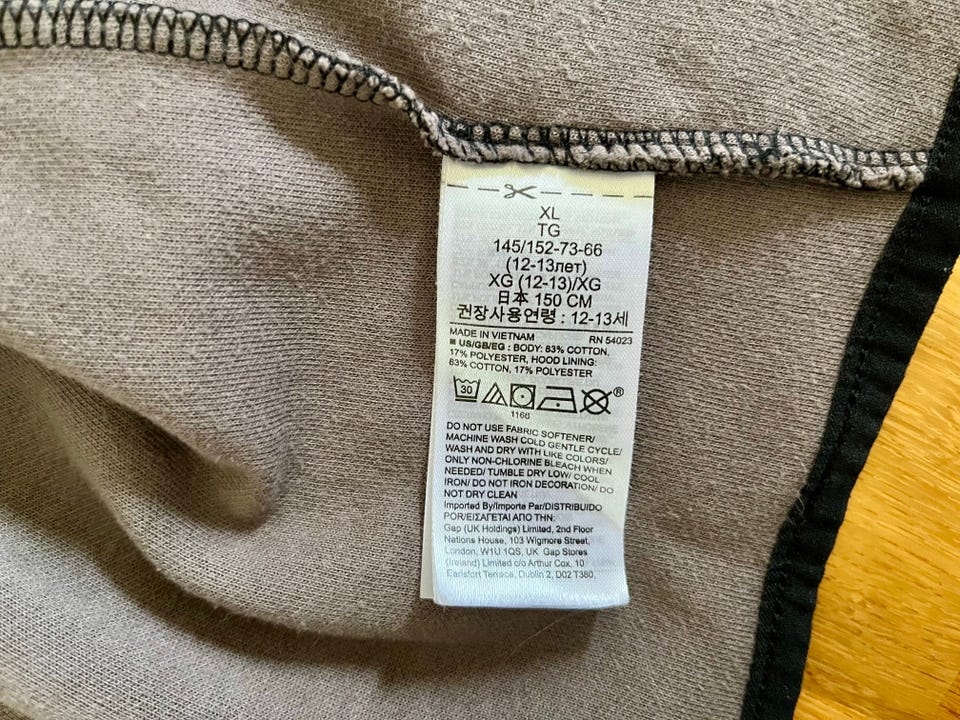 XL
TG
145/152-73-66
(12-13лет)
XG (12-13)/XG
日本 150 CM
권장사용연령 : 12-13세
MADE IN VIETNAM RN 54023
■ US/GB/EG : BODY: 83% COTTON,
17% POLYESTER, HOOD LINING:
83% COTTON, 17% POLYESTER
30 ®
1168
DO NOT USE FABRIC SOFTENER/
MACHINE WASH COLD GENTLE CYCLE/
WASH AND DRY WITH LIKE COLORS/
ONLY NON-CHLORINE BLEACH WHEN
NEEDED/ TUMBLE DRY LOW/ COOL
IRON/ DO NOT IRON DECORATION/ DO
NOT DRY CLEAN
Imported By/Importe Par/DISTRIBUIDO
POR/ΕΙΣΑΓΕΤΑΙ ΑΠΟ ΤΗΝ:
Gap (UK Holdings) Limited, 2nd Floor
Nations House, 103 Wigmore Street,
London, W1U 1QS, UK Gap Stores
(Ireland) Limited c/o Arthur Cox, 10
Earlsfort Terrace, Dublin 2, D02 T380,